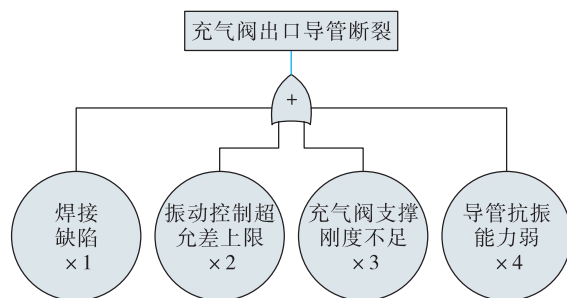 充气阀出口导管断裂
+
焊接
缺陷
×1
振动控制超
允差上限
×2
充气阀支撑
刚度不足
×3
导管抗振
能力弱
×4